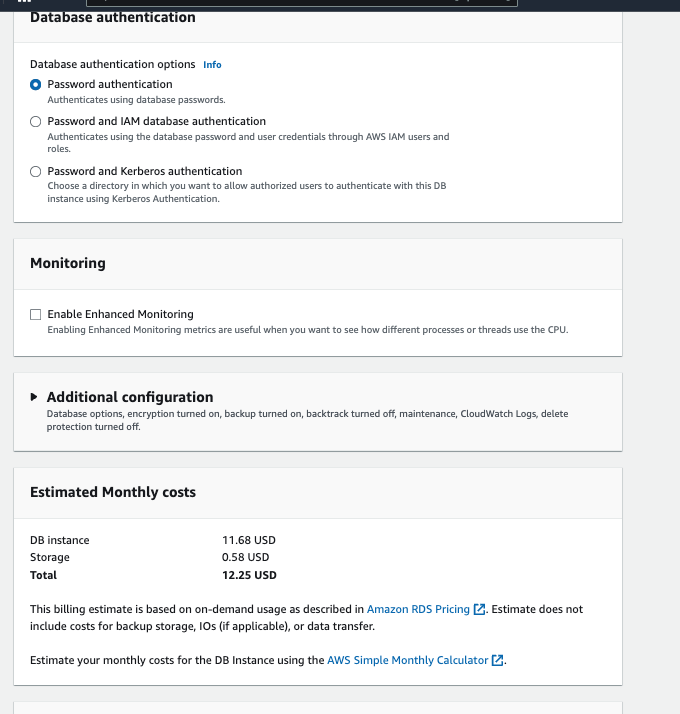 Database authentication
Database authentication options Info
Password authentication
Authenticates using database passwords.
Password and IAM database authentication
Authenticates using the database password and user credentials through AWS IAM users and
roles.
Password and Kerberos authentication
Choose a directory in which you want to allow authorized users to authenticate with this DB
instance using Kerberos Authentication.
Monitoring
Enable Enhanced Monitoring
Enabling Enhanced Monitoring metrics are useful when you want to see how different processes or threads use the CPU.
Additional configuration
Database options, encryption turned on, backup turned on, backtrack turned off, maintenance, CloudWatch Logs, delete
protection turned off.
Estimated Monthly costs
DB instance 11.68 USD
Storage 0.58 USD
Total 12.25 USD
This billing estimate is based on on-demand usage as described in Amazon RDS Pricing. Estimate does not
include costs for backup storage, IOs (if applicable), or data transfer.
Estimate your monthly costs for the DB Instance using the AWS Simple Monthly Calculator.